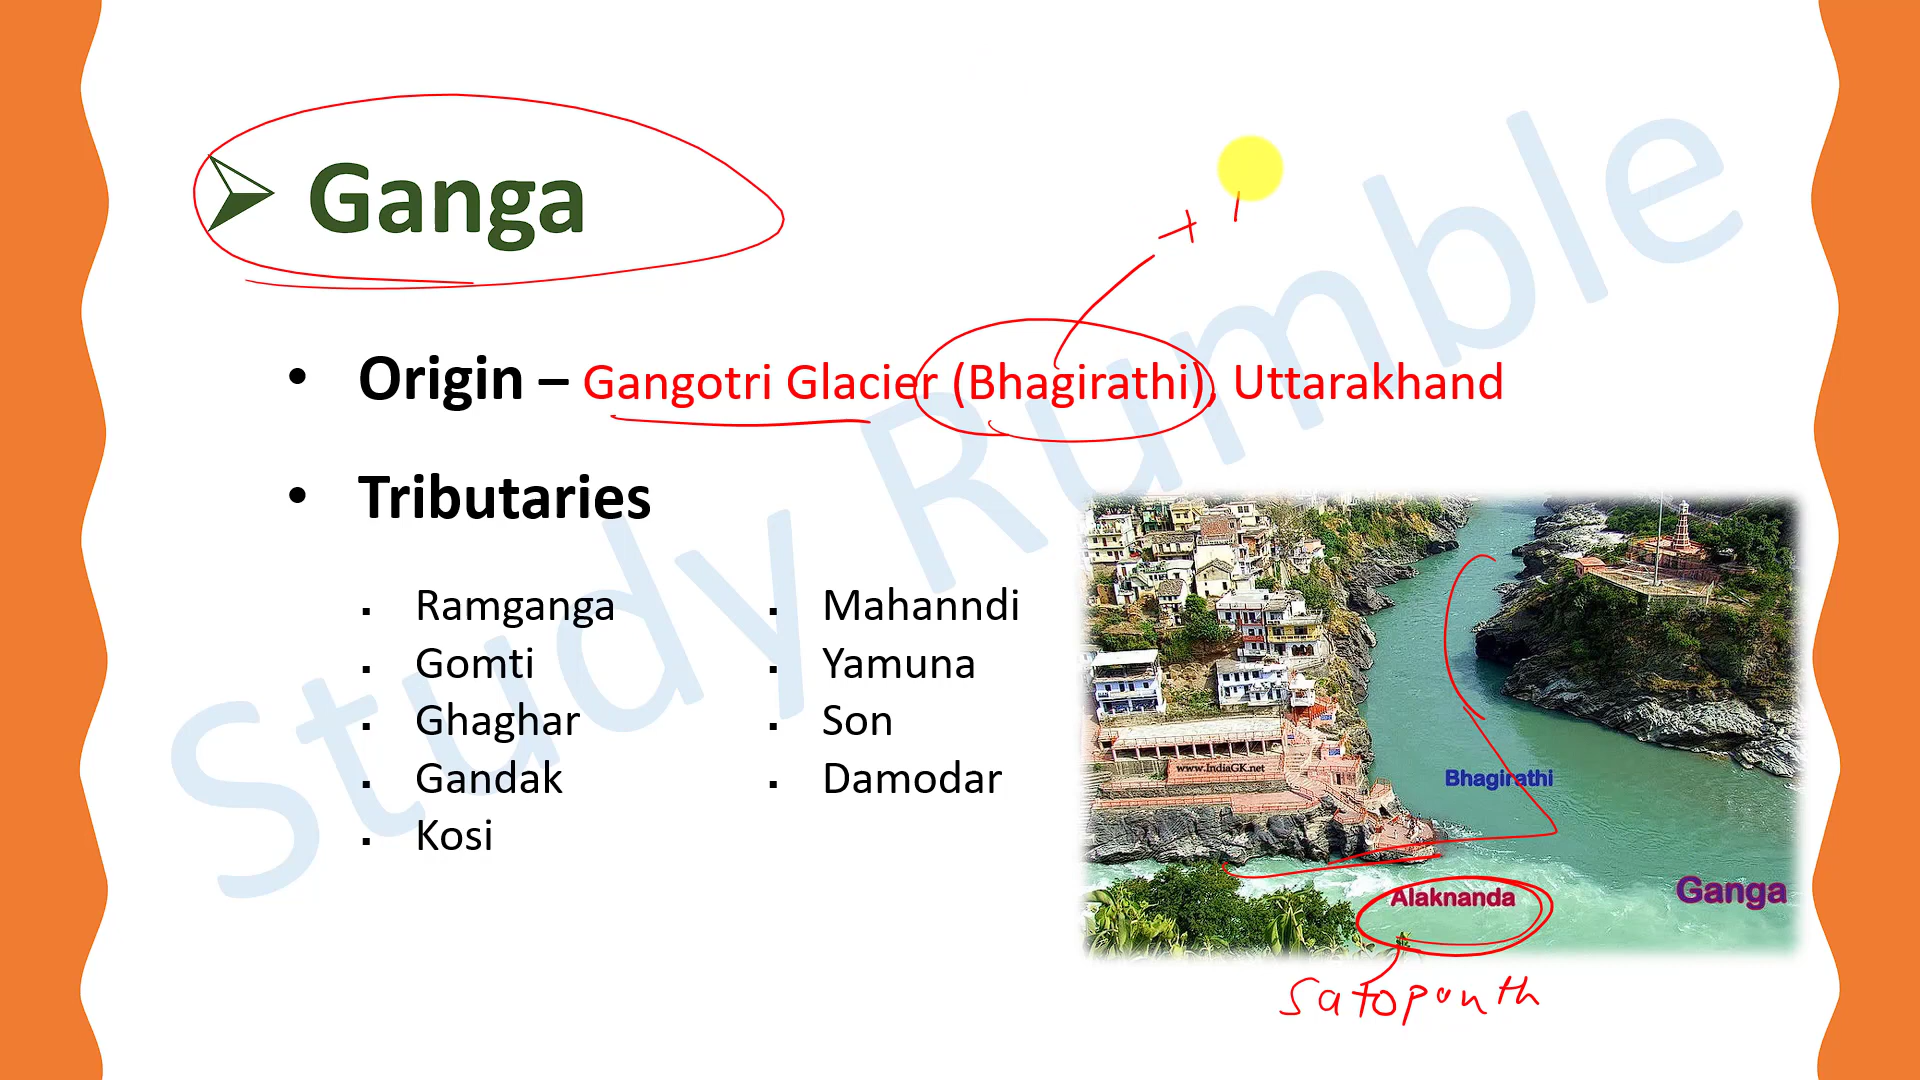 Ganga
Origin – Gangotri Glacier (Bhagirathi), Uttarakhand
Tributaries
Ramganga
Gomti
Ghaghar
Gandak
Kosi
Mahanndi
Yamuna
Son
Damodar
www.IndiaGK.net
Bhagirathi
Alaknanda
Ganga
Satopanth
Study Rumble